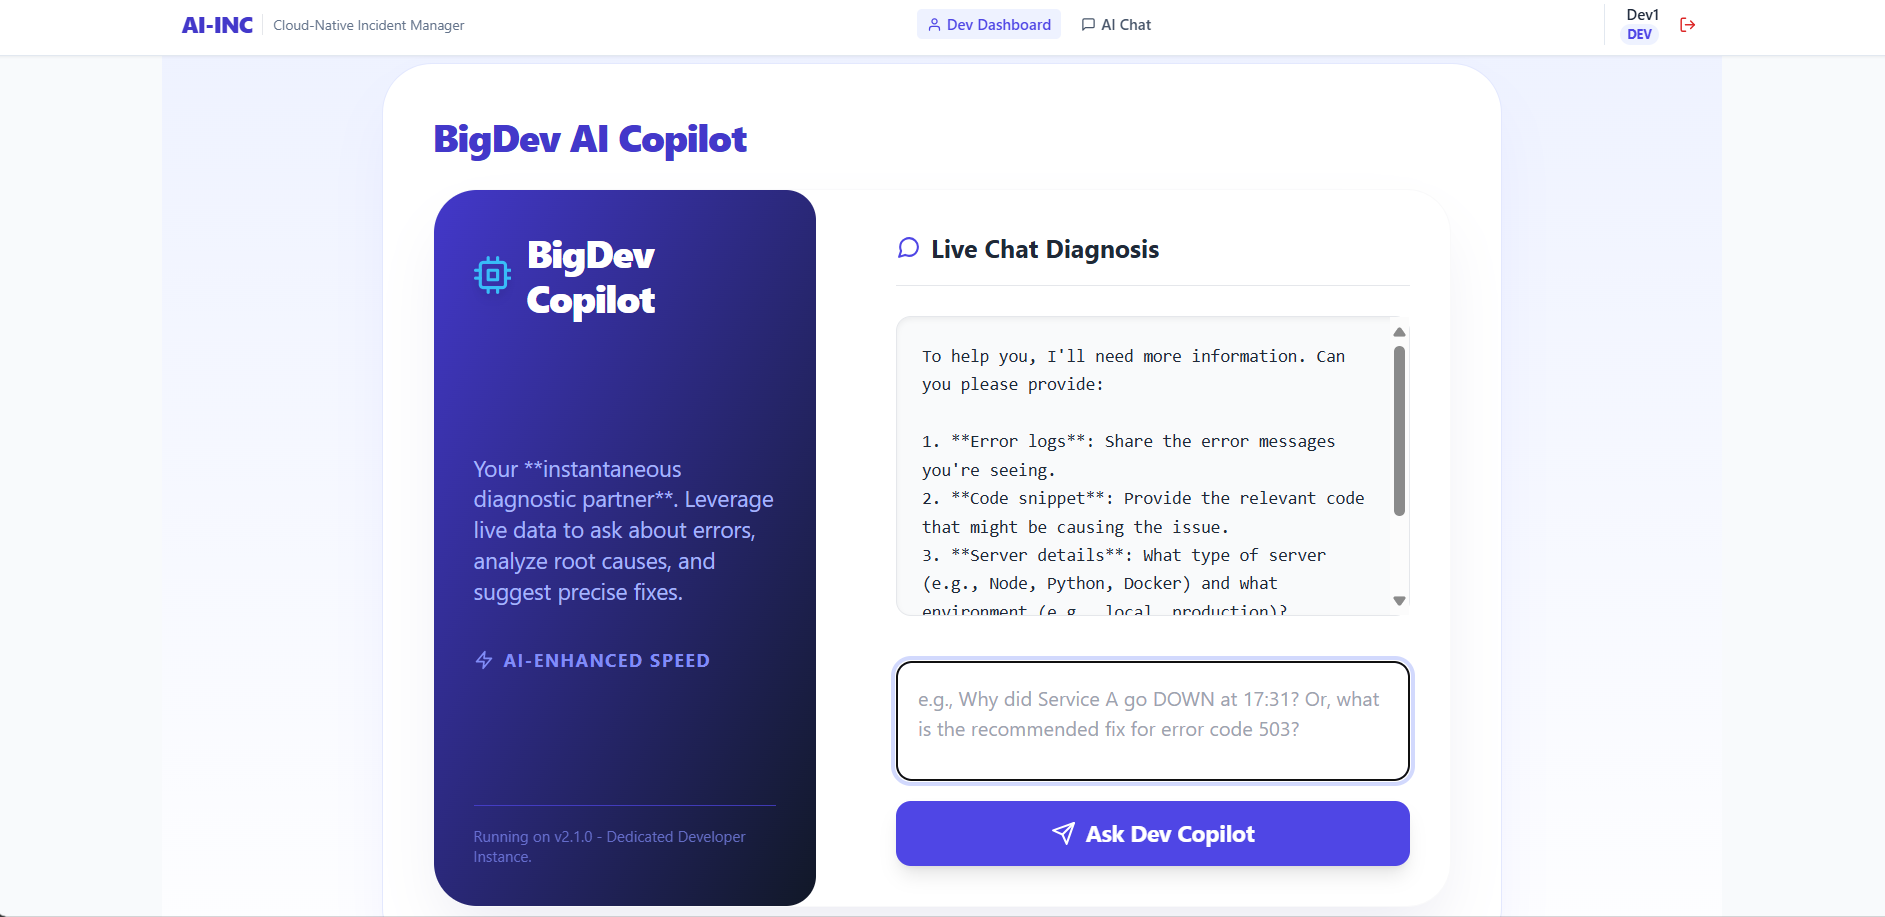 AI-INC
Cloud-Native Incident Manager
Dev Dashboard
AI Chat
Dev1
DEV
BigDev AI Copilot
BigDev
Copilot
Your **instantaneous
diagnostic partner**. Leverage
live data to ask about errors,
analyze root causes, and
suggest precise fixes.
AI-ENHANCED SPEED
Running on v2.1.0 - Dedicated Developer
Instance.
Live Chat Diagnosis
To help you, I'll need more information. Can
you please provide:
1. **Error logs**: Share the error messages
you're seeing.
2. **Code snippet**: Provide the relevant code
that might be causing the issue.
3. **Server details**: What type of server
(e.g., Node, Python, Docker) and what
environment (e.g., local, production)?
e.g., Why did Service A go DOWN at 17:31? Or, what
is the recommended fix for error code 503?
Ask Dev Copilot